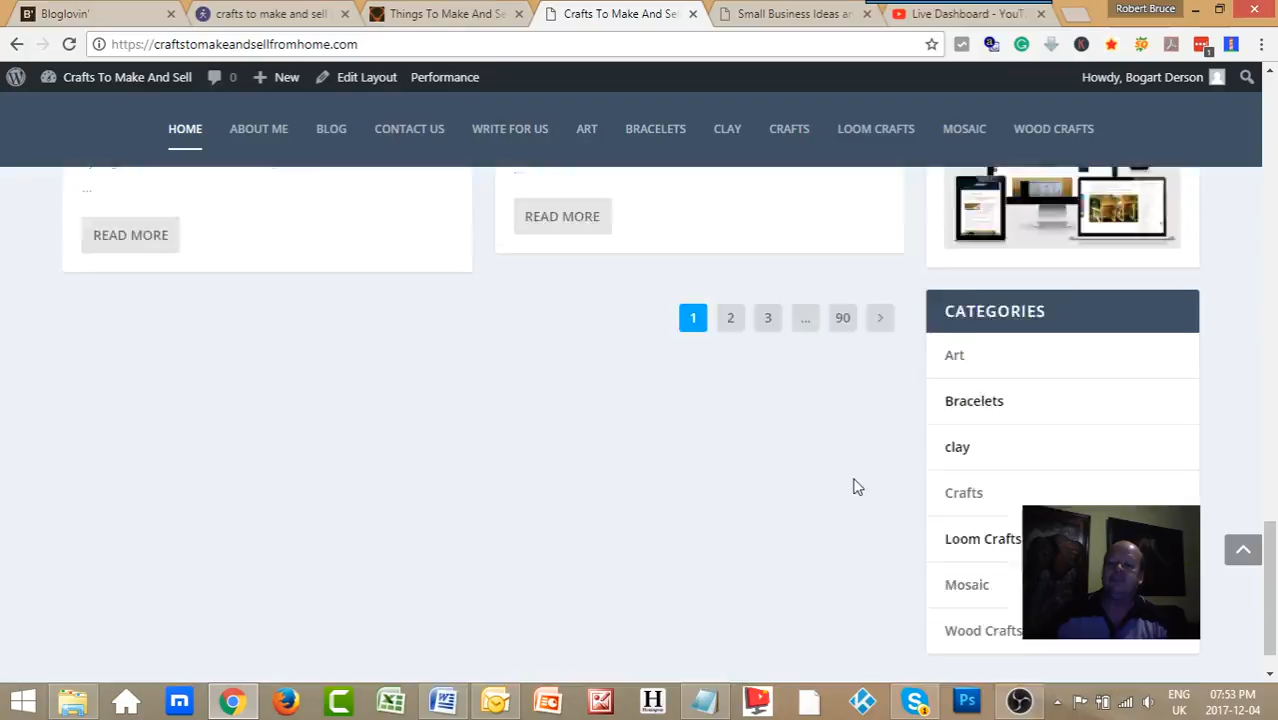 Bloglovin'
crafts to make and sell
Things To Make And Se
Crafts To Make And Sel
Small Business Ideas an
Live Dashboard - YouT
Robert Bruce
https://craftstomakeandsellfromhome.com
Crafts To Make And Sell
0
New
Edit Layout
Performance
Howdy, Bogart Derson
HOME
ABOUT ME
BLOG
CONTACT US
WRITE FOR US
ART
BRACELETS
CLAY
CRAFTS
LOOM CRAFTS
MOSAIC
WOOD CRAFTS
...
READ MORE
READ MORE
1 2 3 ... 90 >
CATEGORIES
Art
Bracelets
clay
Crafts
Loom Crafts
Mosaic
Wood Crafts
ENG
UK
07:53 PM
2017-12-04